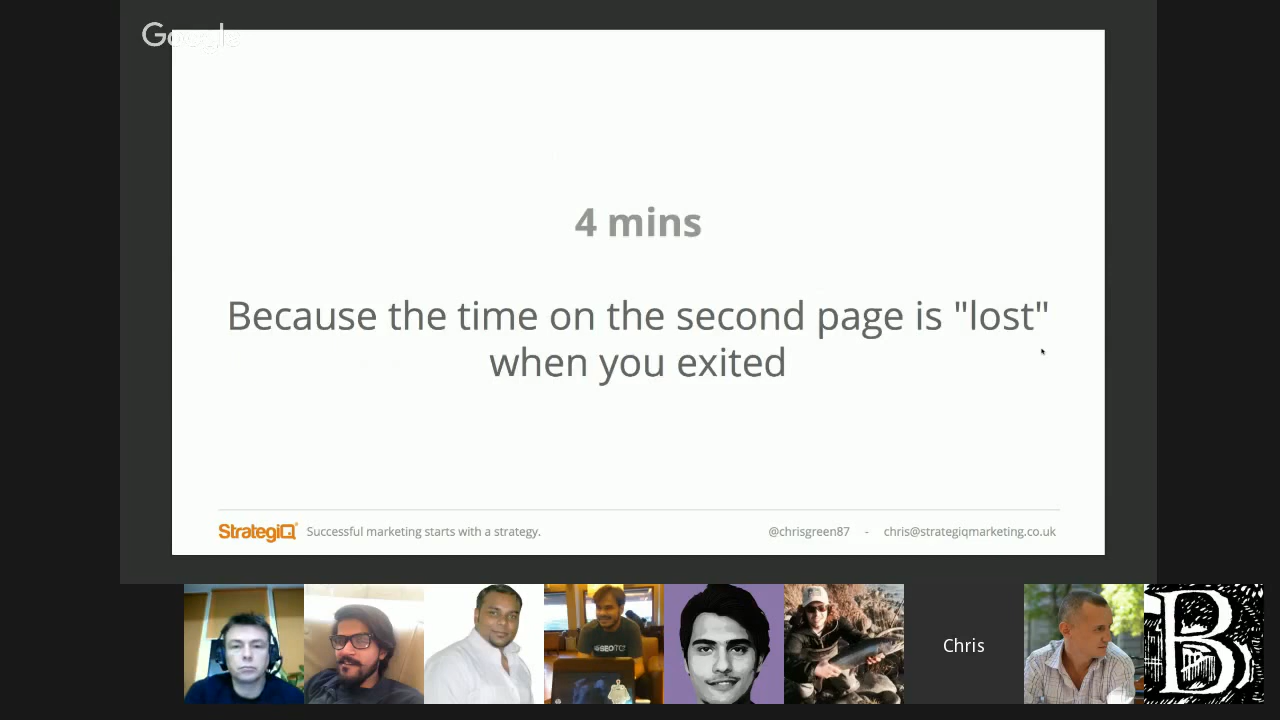 Google
4 mins
Because the time on the second page is "lost"
when you exited
StrategiQ Successful marketing starts with a strategy. @chrisgreen87 - chris@strategiqmarketing.co.uk
SEO
Chris
B